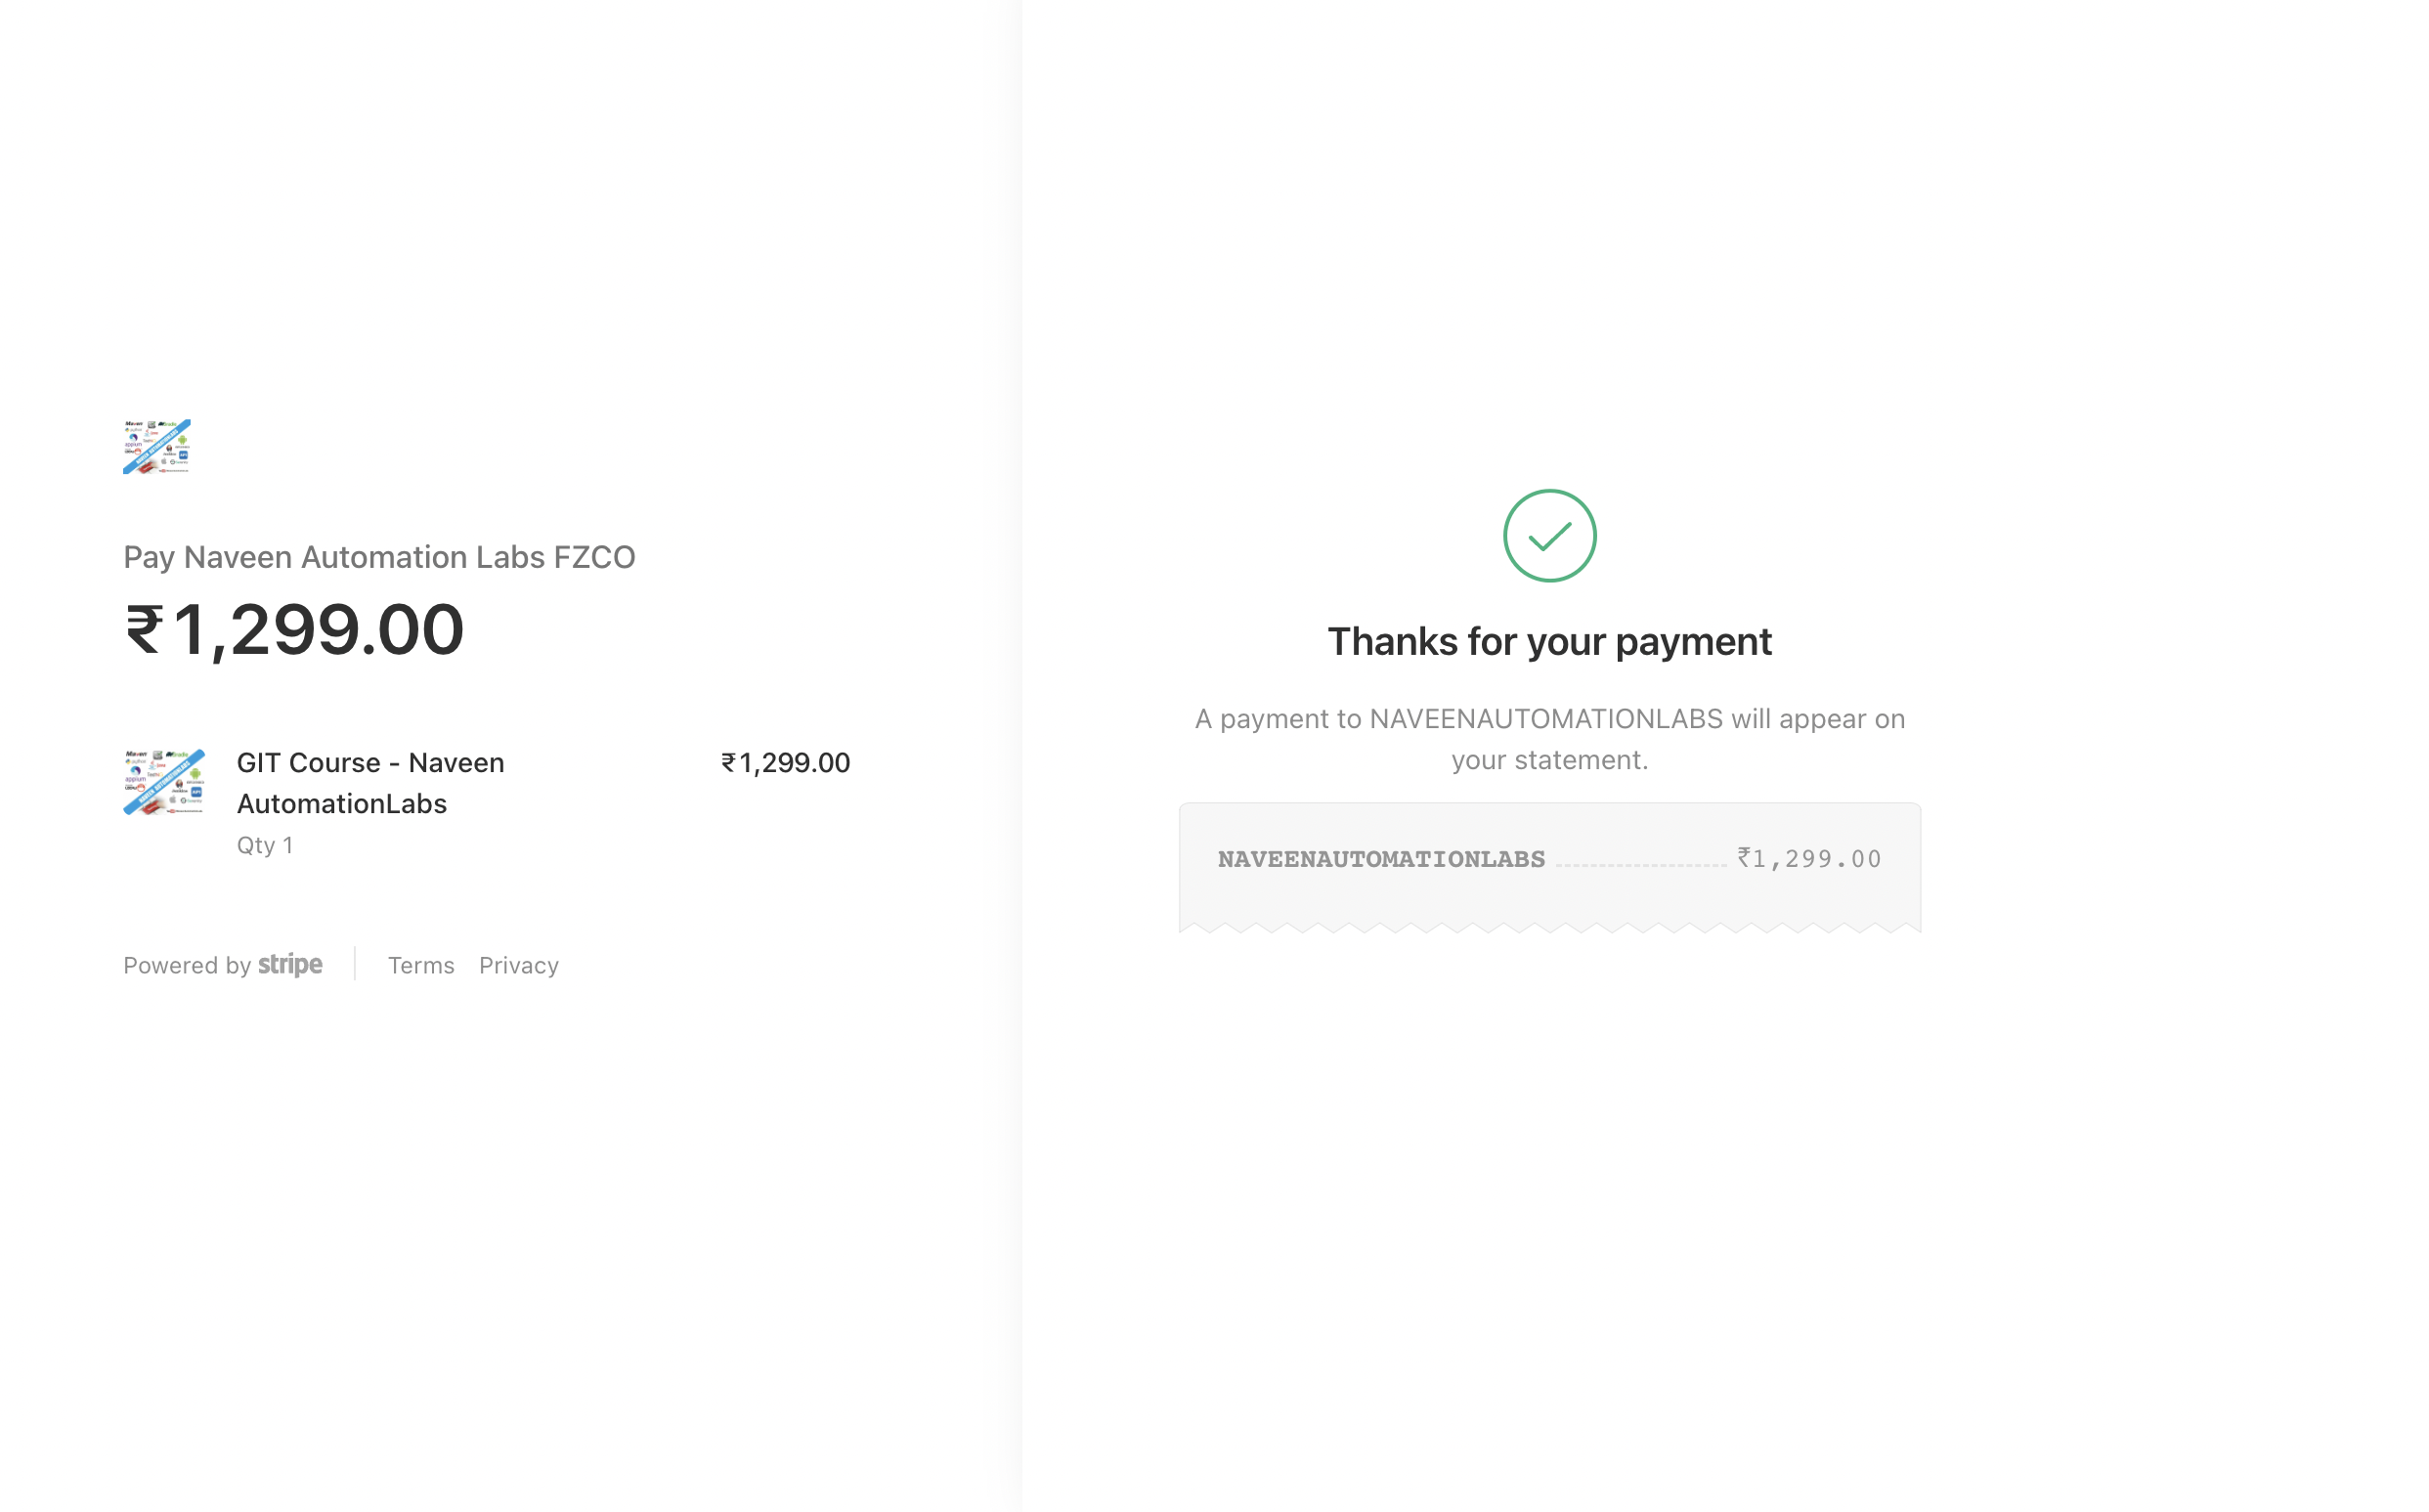 Pay Naveen Automation Labs FZCO
₹1,299.00
GIT Course - Naveen
AutomationLabs
₹1,299.00
Qty 1
Powered by stripe
Terms
Privacy
Thanks for your payment
A payment to NAVEENAUTOMATIONLABS will appear on
your statement.
NAVEENAUTOMATIONLABS
₹1,299.00